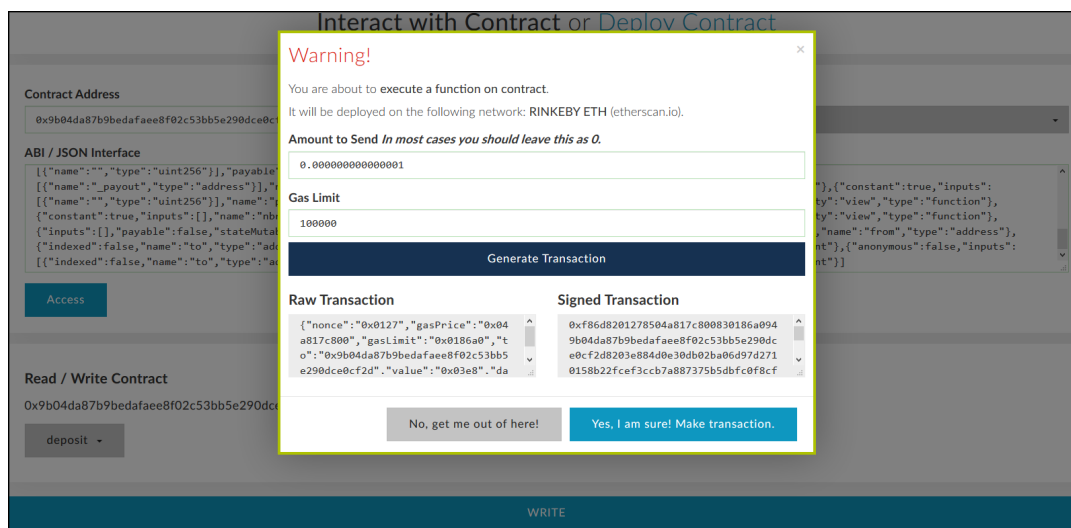 Interact with Contract or Deploy Contract
Warning!
×
You are about to execute a function on contract.
It will be deployed on the following network: RINKEBY ETH (etherscan.io).
Amount to Send In most cases you should leave this as 0.
0.000000000000001
Gas Limit
100000
Generate Transaction
Raw Transaction
{"nonce":"0x0127","gasPrice":"0x04
a817c800","gasLimit":"0x0186a0","t
o":"0x9b04da87b9bedafaee8f02c53bb5
e290dce0cf2d","value":"0x03e8","da
Signed Transaction
0xf86d8201278504a817c800830186a094
9b04da87b9bedafaee8f02c53bb5e290dc
e0cf2d8203e884d0e30db02ba06d97d271
0158b22fcef3ccb7a887375b5dbfc0f8cf
No, get me out of here!
Yes, I am sure! Make transaction.
Contract Address
0x9b04da87b9bedafaee8f02c53bb5e290dce0cf
ABI / JSON Interface
[{"name":"","type":"uint256"}],"payable"
[{"name":"_payout","type":"address"}],"
"},{"constant":true,"inputs":
[{"name":"","type":"uint256"}],"name":"
ty":"view","type":"function"},
{"constant":true,"inputs":[],"name":"nb
ty":"view","type":"function"},
{"inputs":[],"payable":false,"stateMutab
,"name":"from","type":"address"},
{"indexed":false,"name":"to","type":"add
nt"},{"anonymous":false,"inputs":
[{"indexed":false,"name":"to","type":"ad
nt"}]
Access
Read / Write Contract
0x9b04da87b9bedafaee8f02c53bb5e290dce
deposit
WRITE